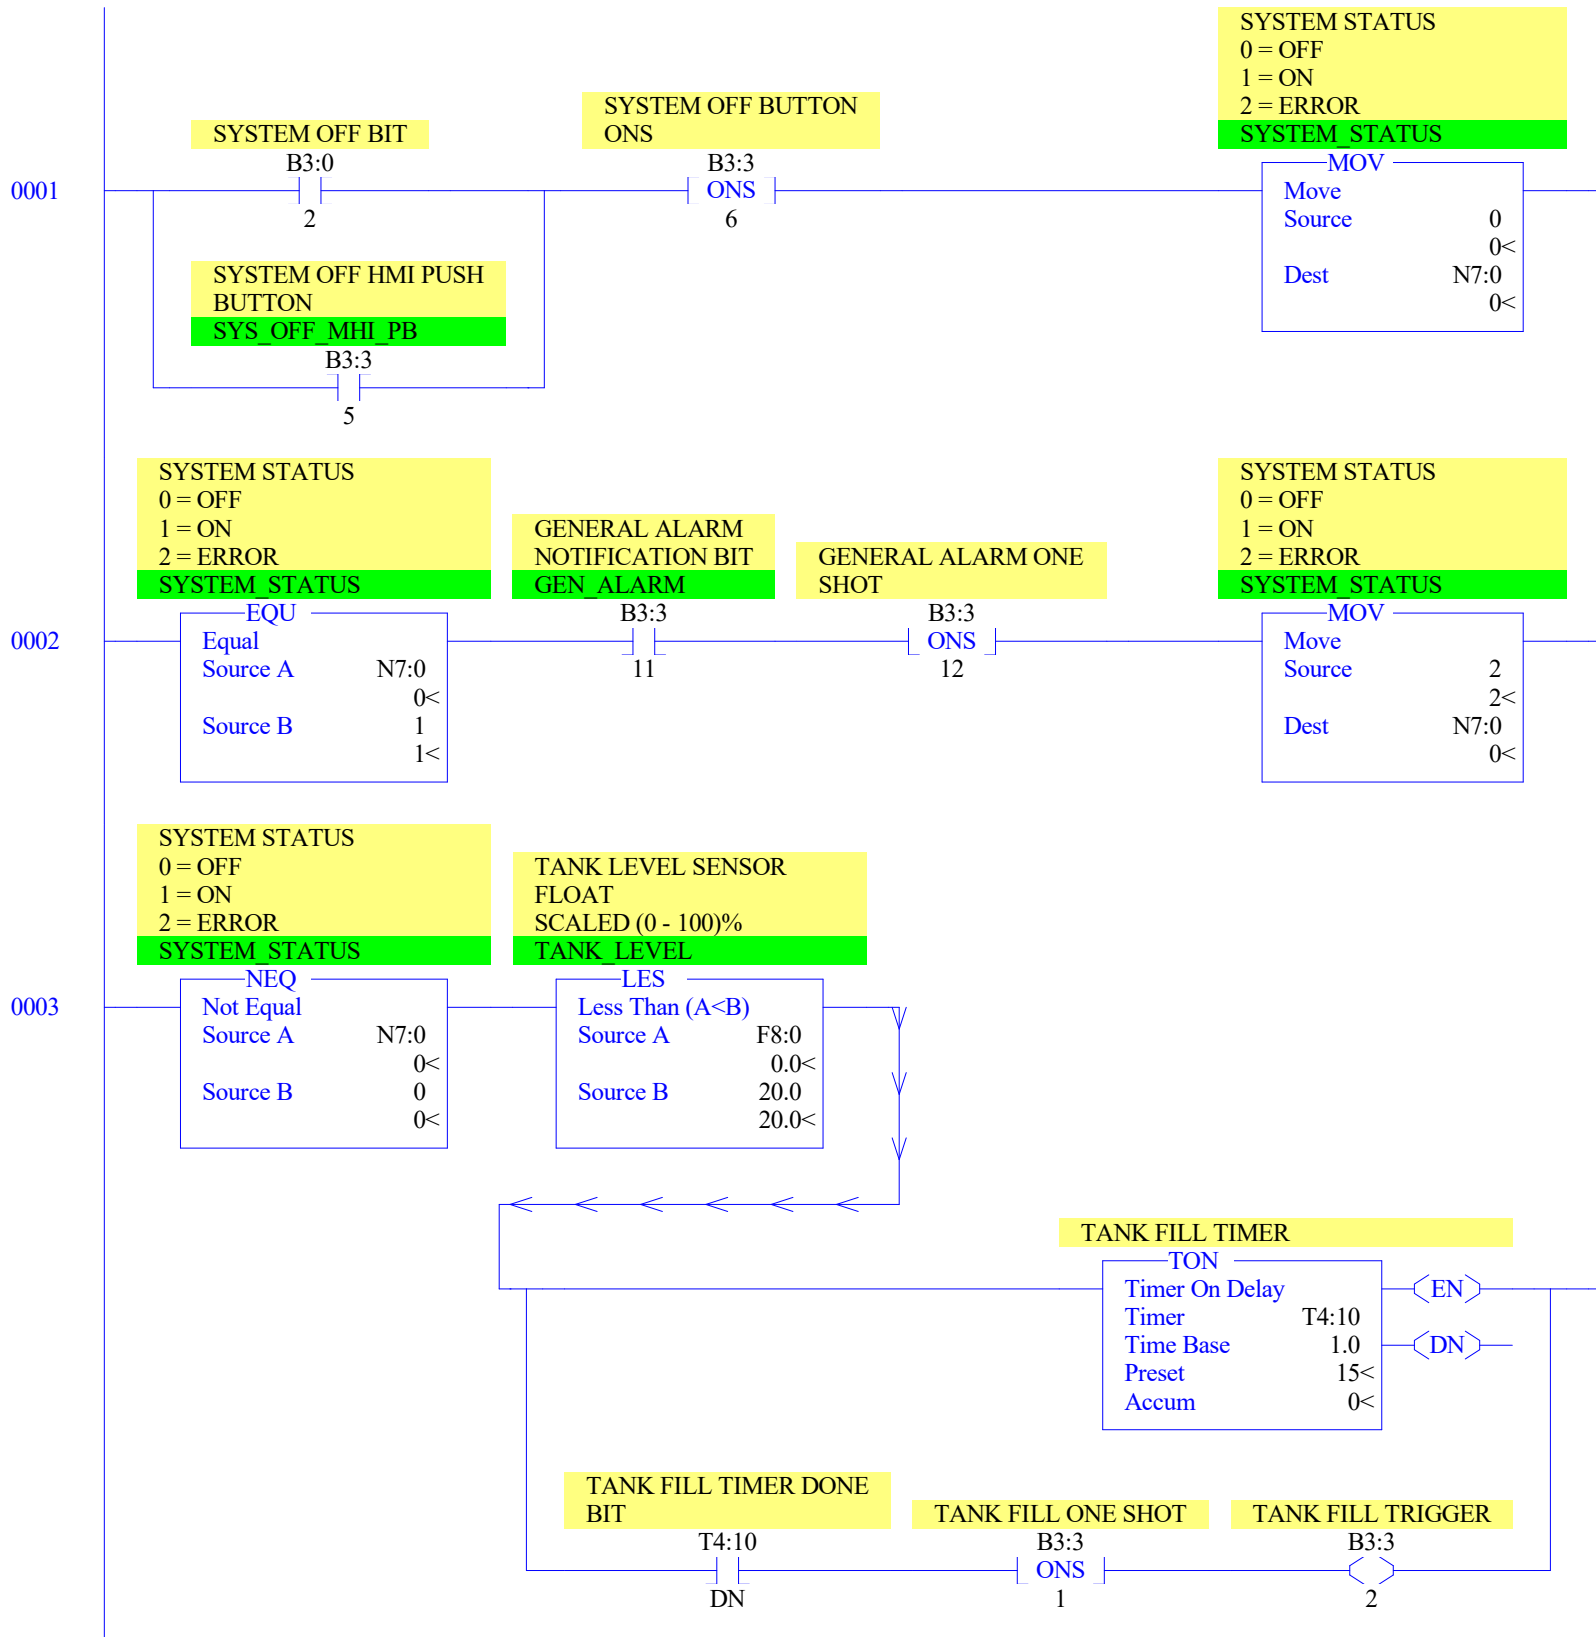 SYSTEM STATUS
0 = OFF
1 = ON
2 = ERROR
SYSTEM_STATUS
SYSTEM OFF BUTTON
ONS
SYSTEM OFF BIT
B3:0
B3:3
MOV
0001
ONS
Move
2
6
Source 0
0<
Dest N7:0
0<
SYSTEM OFF HMI PUSH
BUTTON
SYS_OFF_MHI_PB
B3:3
5
SYSTEM STATUS
0 = OFF
1 = ON
2 = ERROR
SYSTEM_STATUS
GENERAL ALARM
NOTIFICATION BIT
GEN_ALARM
GENERAL ALARM ONE
SHOT
SYSTEM STATUS
0 = OFF
1 = ON
2 = ERROR
SYSTEM_STATUS
0002
EQU
Equal
Source A N7:0
0<
Source B 1
1<
B3:3
11
B3:3
ONS
12
MOV
Move
Source 2
2<
Dest N7:0
0<
SYSTEM STATUS
0 = OFF
1 = ON
2 = ERROR
SYSTEM_STATUS
TANK LEVEL SENSOR
FLOAT
SCALED (0 - 100)%
TANK_LEVEL
0003
NEQ
Not Equal
Source A N7:0
0<
Source B 0
0<
LES
Less Than (A<B)
Source A F8:0
0.0<
Source B 20.0
20.0<
TANK FILL TIMER
TON
Timer On Delay
Timer T4:10
Time Base 1.0
Preset 15<
Accum 0<
EN
DN
TANK FILL TIMER DONE
BIT
T4:10
DN
TANK FILL ONE SHOT
B3:3
ONS
1
TANK FILL TRIGGER
B3:3
2